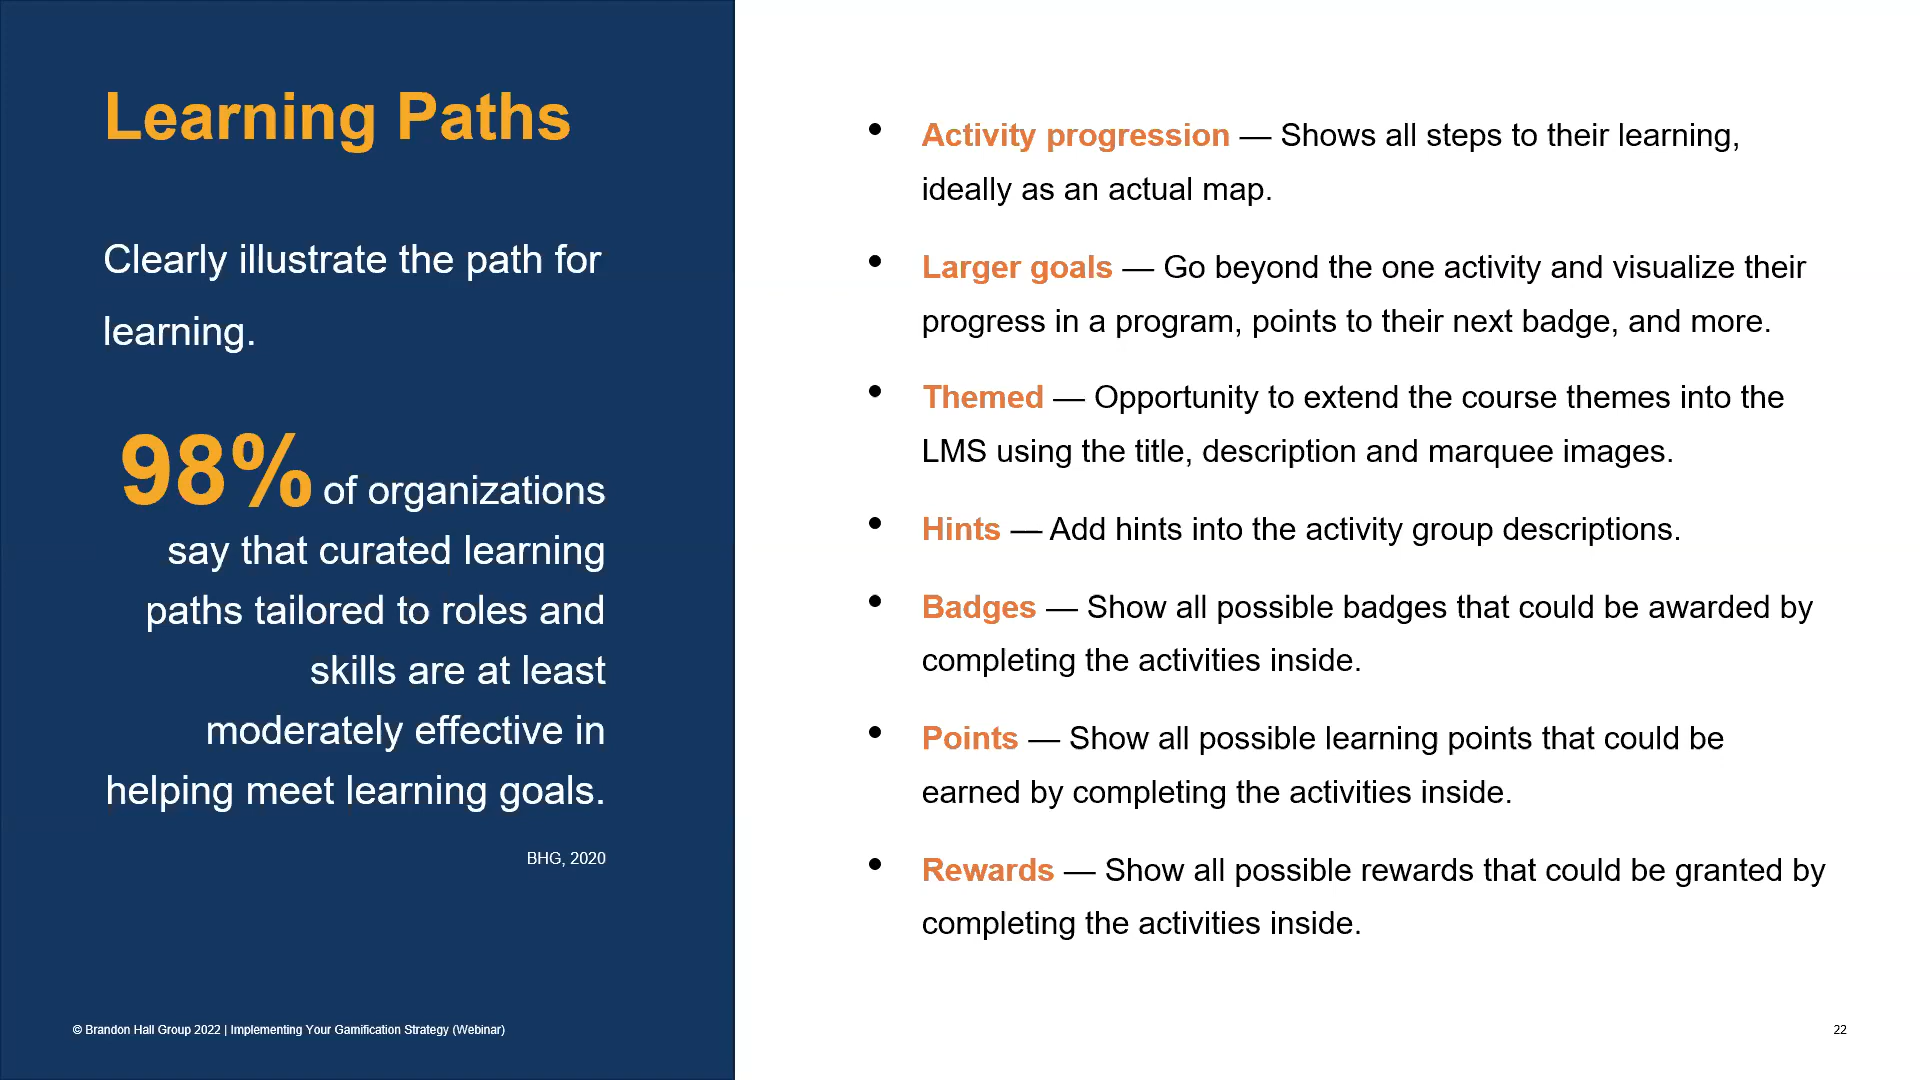 Learning Paths
Clearly illustrate the path for
learning.
98% of organizations
say that curated learning
paths tailored to roles and
skills are at least
moderately effective in
helping meet learning goals.
BHG, 2020
• Activity progression — Shows all steps to their learning,
ideally as an actual map.
• Larger goals — Go beyond the one activity and visualize their
progress in a program, points to their next badge, and more.
• Themed — Opportunity to extend the course themes into the
LMS using the title, description and marquee images.
• Hints — Add hints into the activity group descriptions.
• Badges — Show all possible badges that could be awarded by
completing the activities inside.
• Points — Show all possible learning points that could be
earned by completing the activities inside.
• Rewards — Show all possible rewards that could be granted by
completing the activities inside.
© Brandon Hall Group 2022 | Implementing Your Gamification Strategy (Webinar)
22